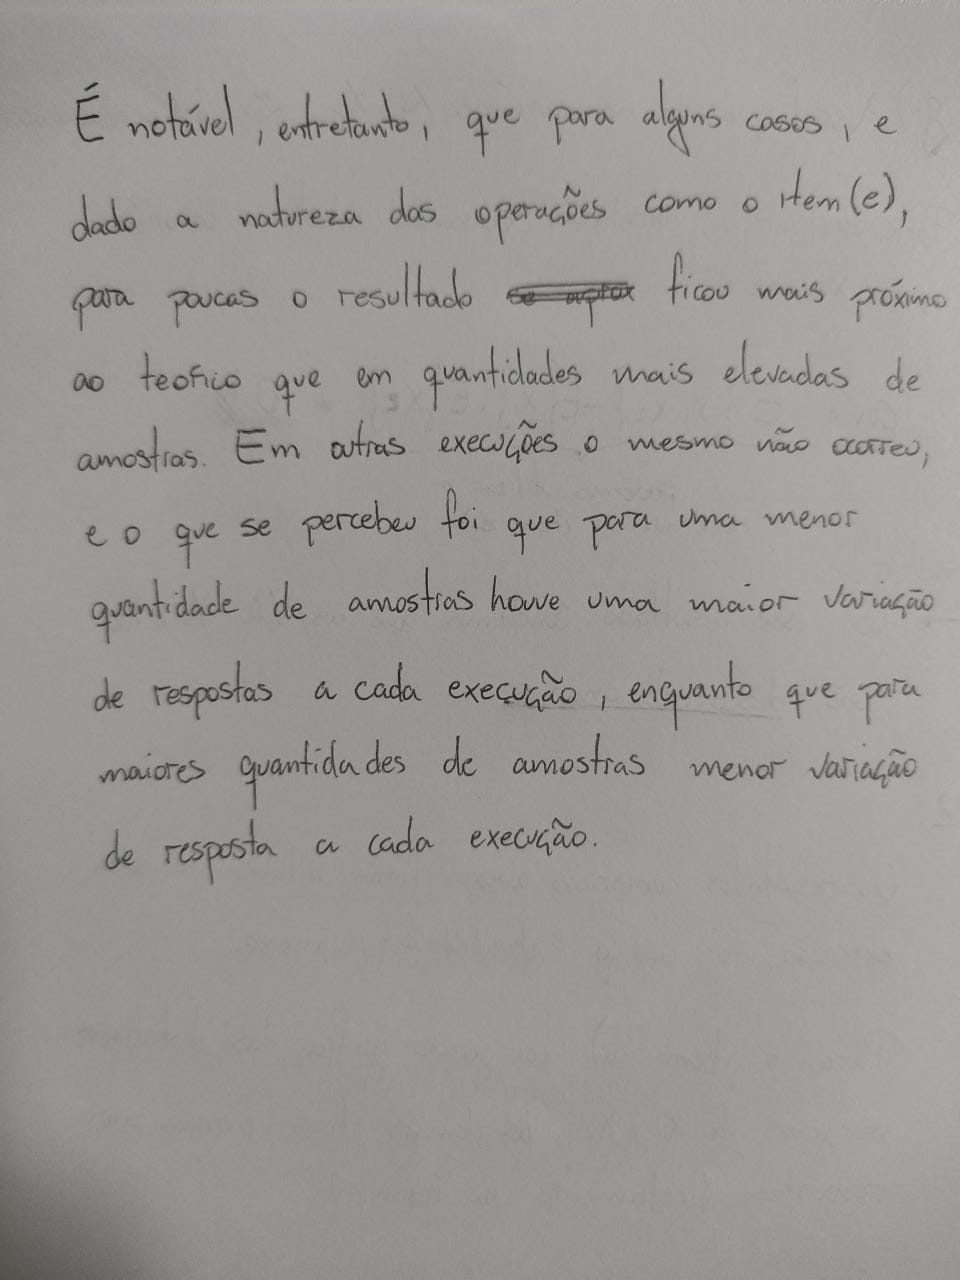 É notável, entretanto, que para alguns casos, e
dado a natureza das operações como o item (e),
para poucas o resultado ficou mais próximo
ao teórico que em quantidades mais elevadas de
amostras. Em outras execuções o mesmo não ocorreu,
e o que se percebeu foi que para uma menor
quantidade de amostras houve uma maior variação
de respostas a cada execução, enquanto que para
maiores quantidades de amostras menor variação
de resposta a cada execução.